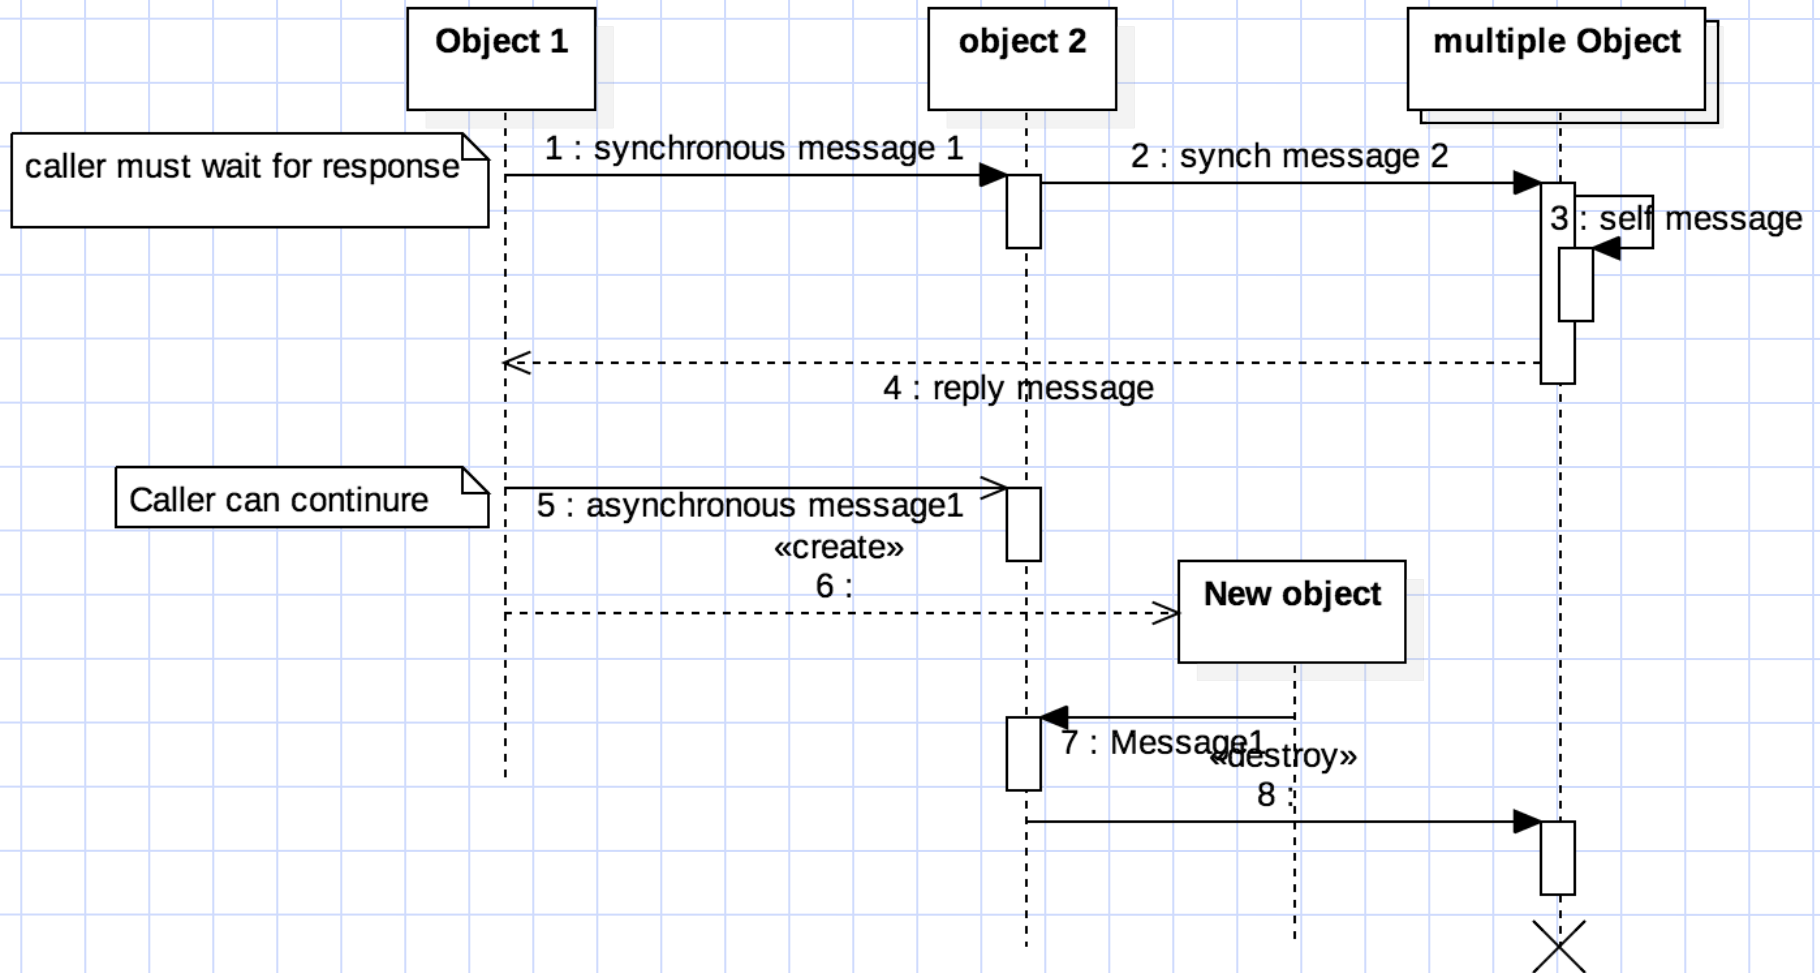 Object 1
object 2
multiple Object
caller must wait for response
1 : synchronous message 1
2 : synch message 2
3 : self message
4 : reply message
Caller can continure
5 : asynchronous message1
«create»
6 :
New object
7 : Message1
«destroy»
8 :